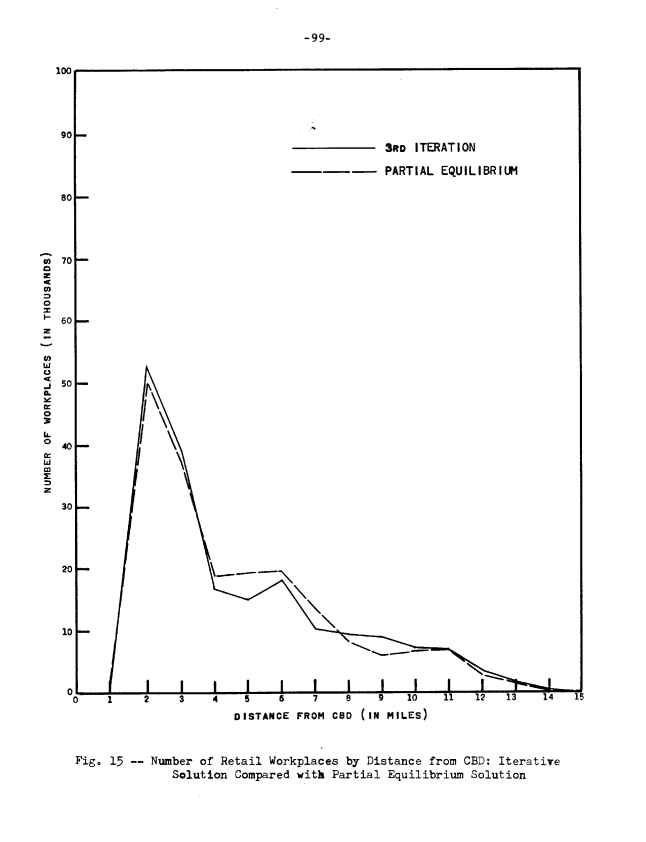 -99-
100
90
80
70
60
50
40
30
20
10
0
NUMBER OF WORKPLACES (IN THOUSANDS)
3RD ITERATION
PARTIAL EQUILIBRIUM
0 1 2 3 4 5 6 7 8 9 10 11 12 13 14 15
DISTANCE FROM CBD (IN MILES)
Fig. 15 -- Number of Retail Workplaces by Distance from CBD: Iterative
Solution Compared with Partial Equilibrium Solution